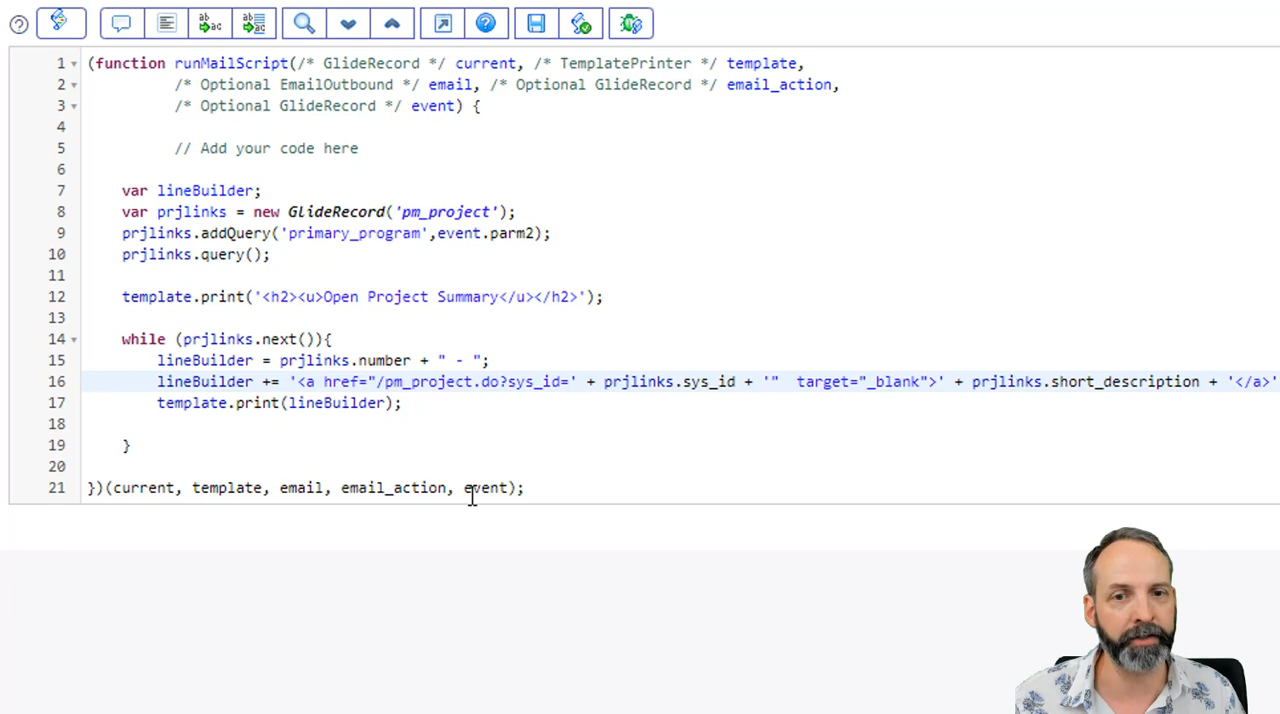 ab
ac
ab
ac
1 (function runMailScript(/* GlideRecord */ current, /* TemplatePrinter */ template,
2 /* Optional EmailOutbound */ email, /* Optional GlideRecord */ email_action,
3 /* Optional GlideRecord */ event) {
4
5 // Add your code here
6
7 var lineBuilder;
8 var prjlinks = new GlideRecord('pm_project');
9 prjlinks.addQuery('primary_program',event.parm2);
10 prjlinks.query();
11
12 template.print('<h2><u>Open Project Summary</u></h2>');
13
14 while (prjlinks.next()){
15 lineBuilder = prjlinks.number + " - ";
16 lineBuilder += '<a href="/pm_project.do?sys_id=' + prjlinks.sys_id + '"  target="_blank">' + prjlinks.short_description + '</a>'
17 template.print(lineBuilder);
18
19 }
20
21 })(current, template, email, email_action, event);